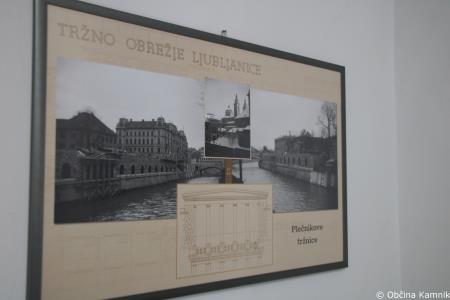 TRŽNO OBREŽJE LJUBLJANICE
Plečnikove
tržnice
© Občina Kamnik